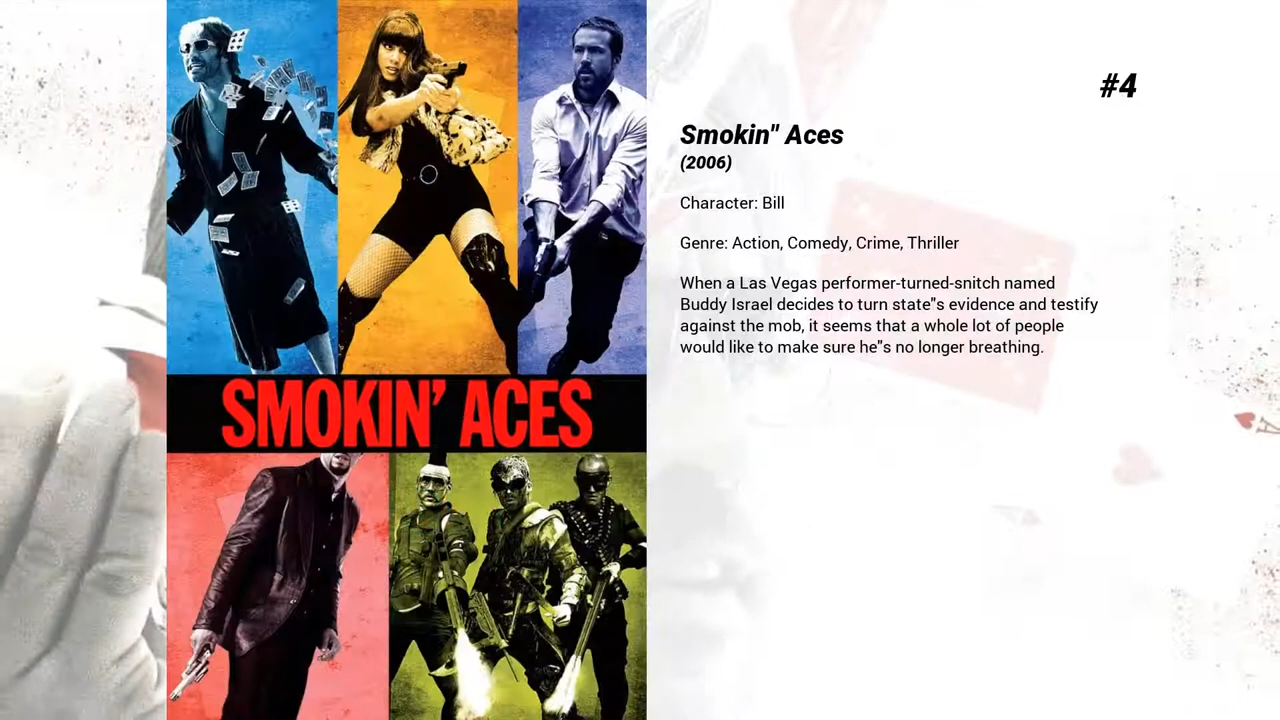 #4
Smokin" Aces
(2006)
Character: Bill
Genre: Action, Comedy, Crime, Thriller
When a Las Vegas performer-turned-snitch named
Buddy Israel decides to turn state"s evidence and testify
against the mob, it seems that a whole lot of people
would like to make sure he"s no longer breathing.
SMOKIN' ACES